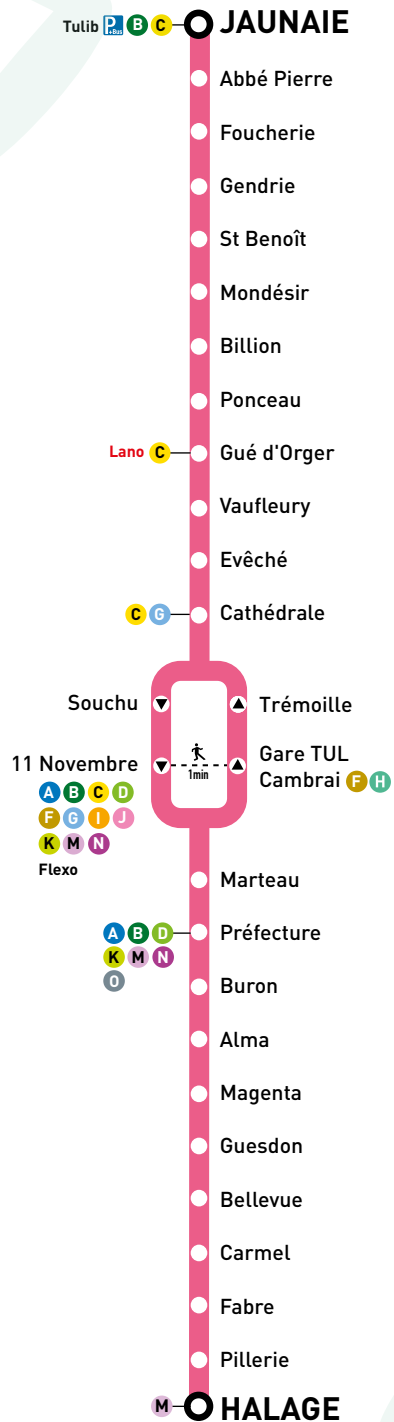 Tulib P+Bus B C JAUNAIE
Abbé Pierre
Foucherie
Gendrie
St Benoît
Mondésir
Billion
Ponceau
Lano C Gué d'Orger
Vaufleury
Evêché
C G Cathédrale
Souchu
Trémoille
11 Novembre
A B C D
F G I J
K M N
Flexo
1min
Gare TUL
Cambrai F H
Marteau
A B D Préfecture
K M N
O
Buron
Alma
Magenta
Guesdon
Bellevue
Carmel
Fabre
Pillerie
M HALAGE